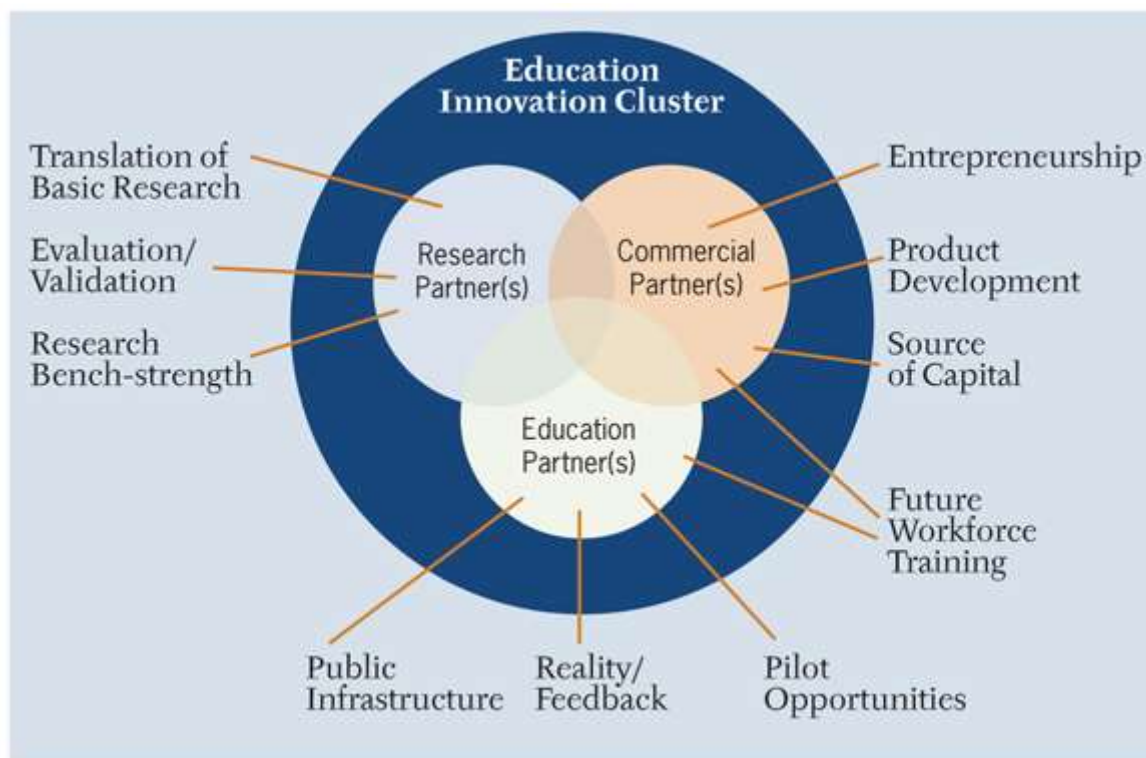 Education
Innovation Cluster
Translation of
Basic Research
Evaluation/
Validation
Research
Bench-strength
Research
Partner(s)
Commercial
Partner(s)
Education
Partner(s)
Entrepreneurship
Product
Development
Source
of Capital
Future
Workforce
Training
Public
Infrastructure
Reality/
Feedback
Pilot
Opportunities